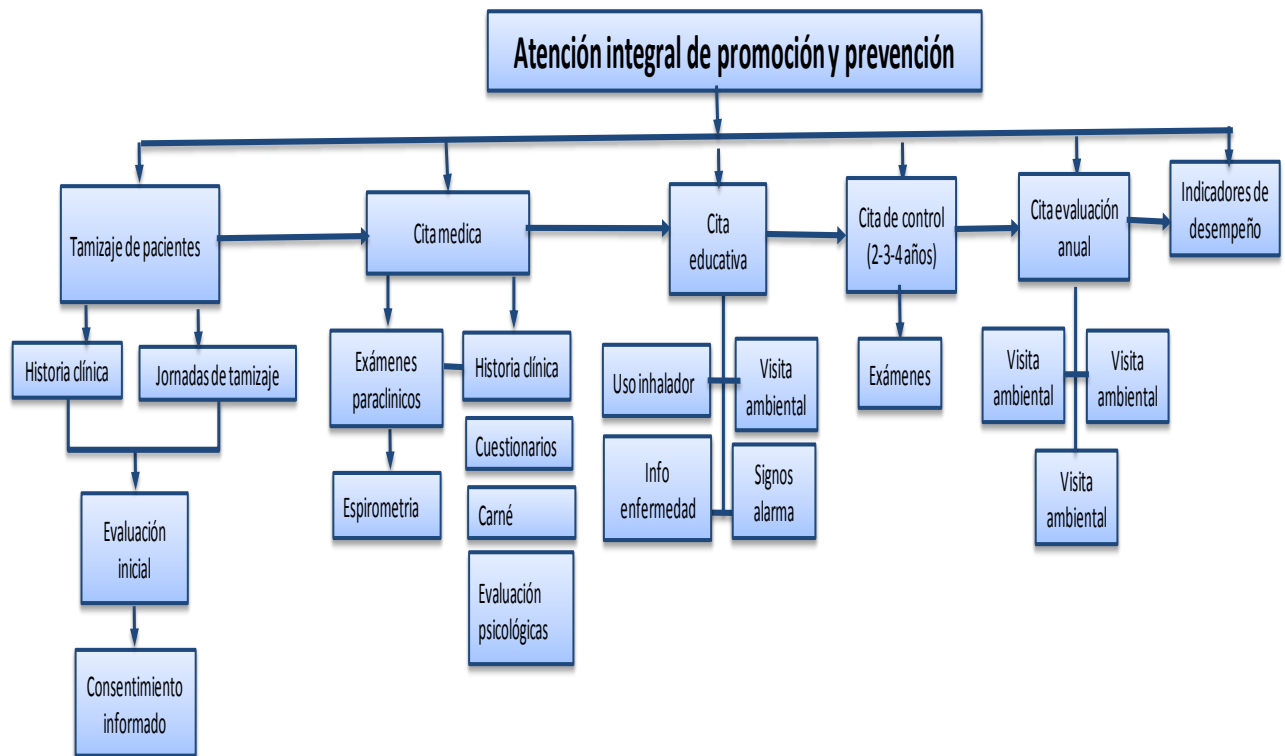 Atención integral de promoción y prevención
Tamizaje de pacientes
Cita medica
Cita
educativa
Cita de control
(2-3-4 años)
Cita evaluación
anual
Indicadores de
desempeño
Historia clínica
Jornadas de tamizaje
Evaluación
inicial
Consentimiento
informado
Exámenes
paraclinicos
Historia clínica
Espirometria
Cuestionarios
Carné
Evaluación
psicológicas
Uso inhalador
Visita
ambiental
Info
enfermedad
Signos
alarma
Exámenes
Visita
ambiental
Visita
ambiental
Visita
ambiental